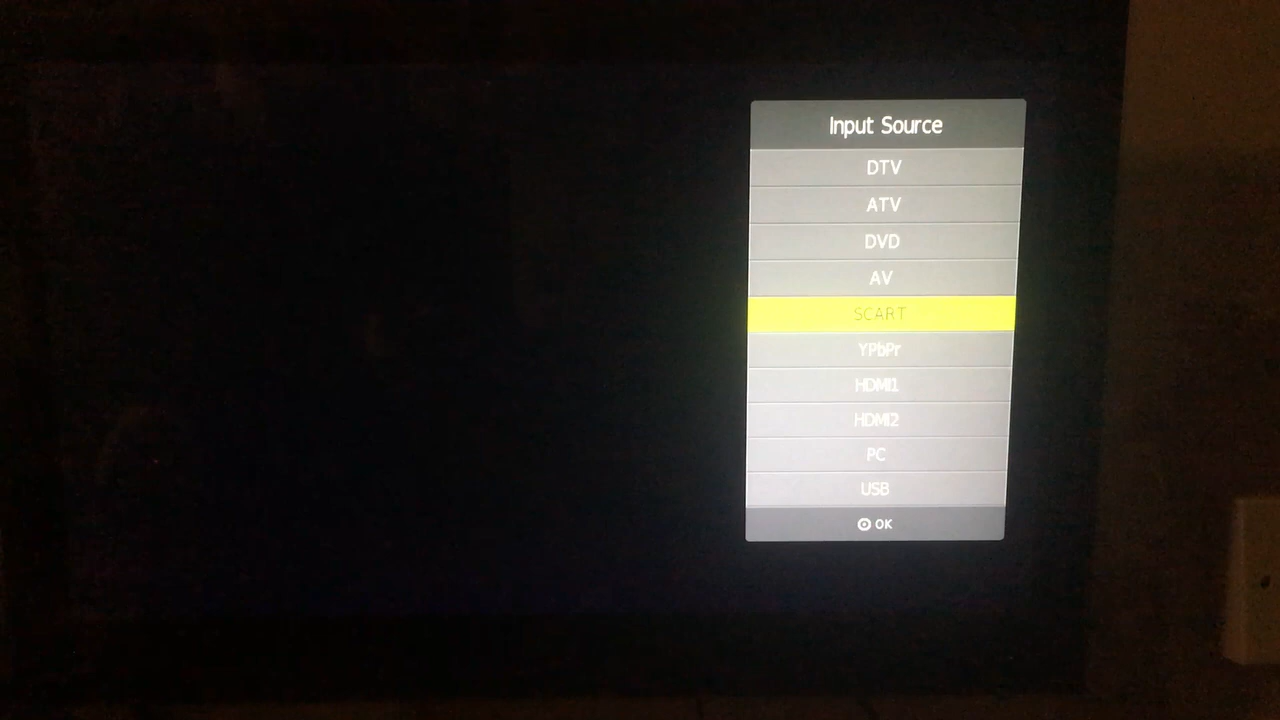 Input Source
DTV
ATV
DVD
AV
SCART
YPbPr
HDMI1
HDMI2
PC
USB
OK